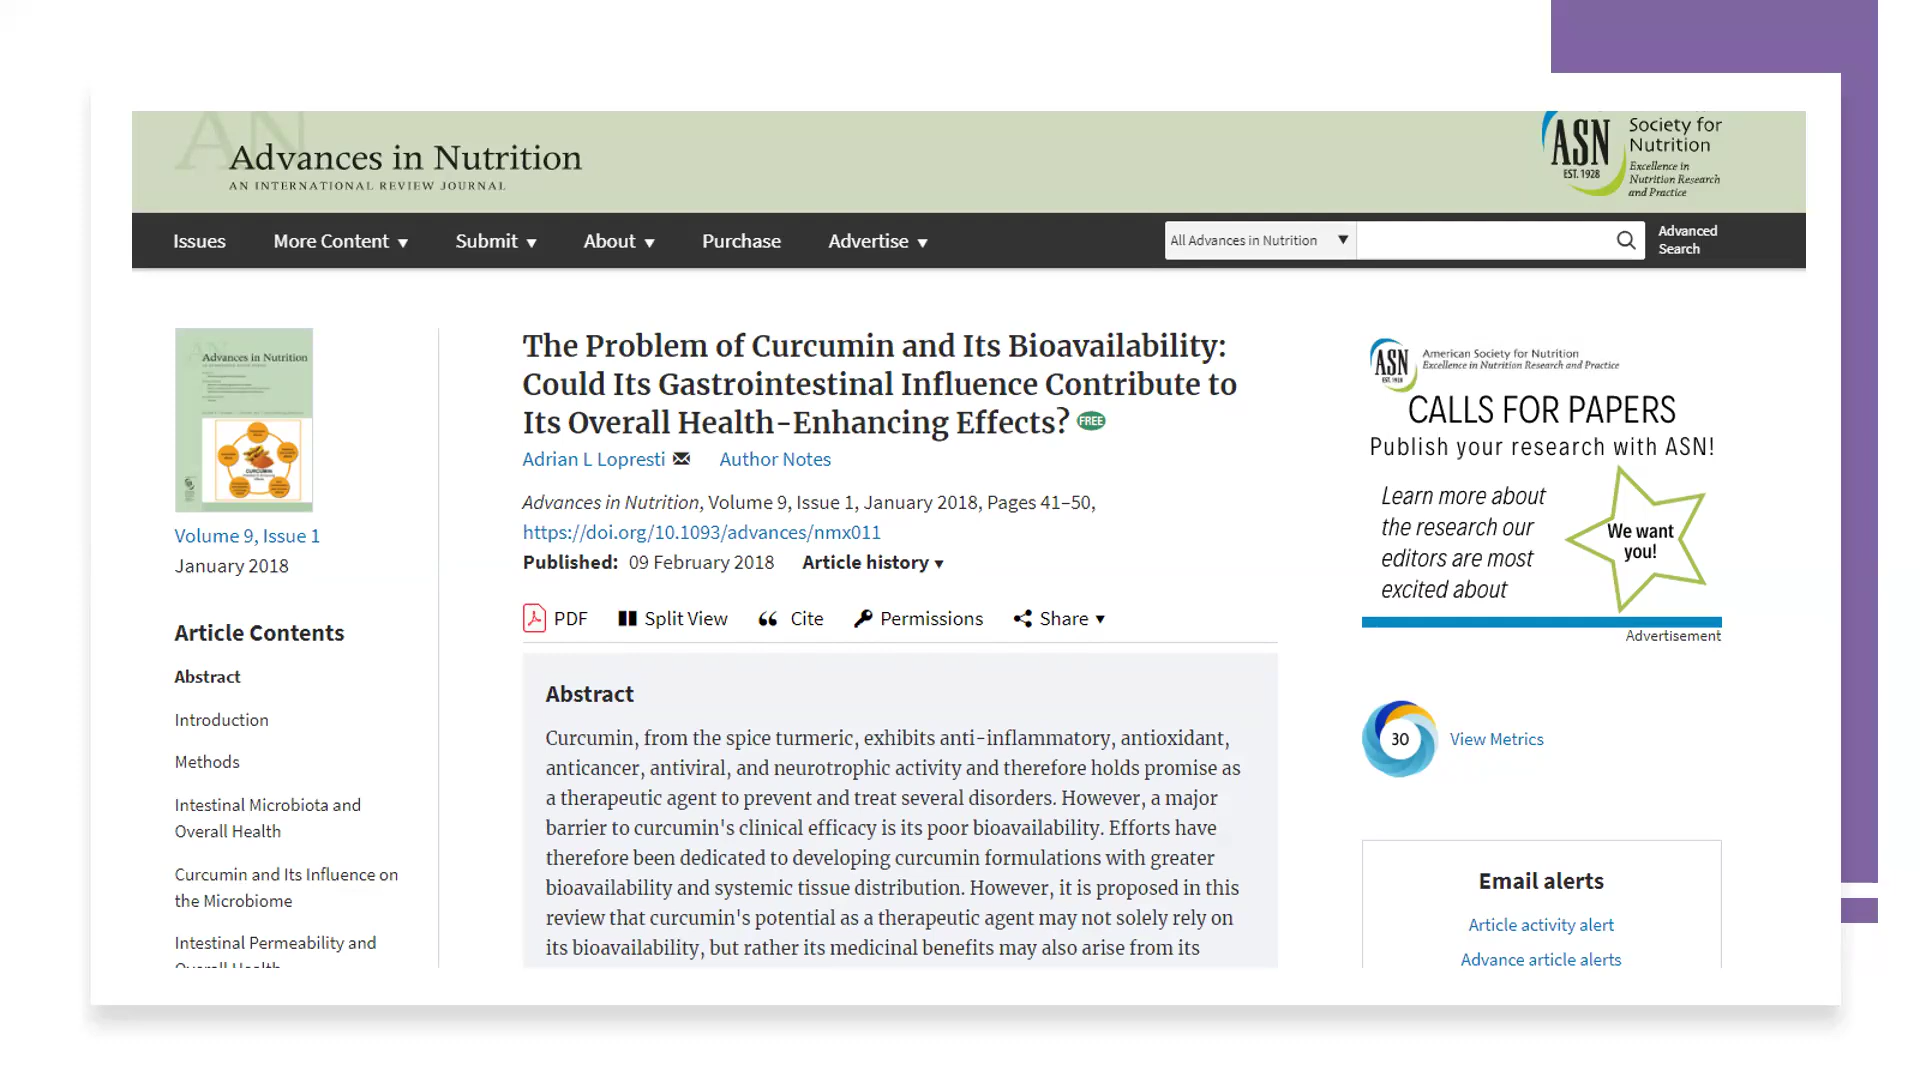 AN
Advances in Nutrition
AN INTERNATIONAL REVIEW JOURNAL
ASN
EST. 1928
Society for
Nutrition
Excellence in
Nutrition Research
and Practice
Issues
More Content ▼
Submit ▼
About ▼
Purchase
Advertise ▼
All Advances in Nutrition ▼
Advanced
Search
Advances in Nutrition
CURCUMIN
Volume 9, Issue 1
January 2018
Article Contents
Abstract
Introduction
Methods
Intestinal Microbiota and
Overall Health
Curcumin and Its Influence on
the Microbiome
Intestinal Permeability and
Overall Health
The Problem of Curcumin and Its Bioavailability:
Could Its Gastrointestinal Influence Contribute to
Its Overall Health-Enhancing Effects? FREE
Adrian L Lopresti Author Notes
Advances in Nutrition, Volume 9, Issue 1, January 2018, Pages 41–50,
https://doi.org/10.1093/advances/nmx011
Published: 09 February 2018 Article history ▼
PDF Split View Cite Permissions Share ▼
Abstract
Curcumin, from the spice turmeric, exhibits anti-inflammatory, antioxidant,
anticancer, antiviral, and neurotrophic activity and therefore holds promise as
a therapeutic agent to prevent and treat several disorders. However, a major
barrier to curcumin's clinical efficacy is its poor bioavailability. Efforts have
therefore been dedicated to developing curcumin formulations with greater
bioavailability and systemic tissue distribution. However, it is proposed in this
review that curcumin's potential as a therapeutic agent may not solely rely on
its bioavailability, but rather its medicinal benefits may also arise from its
ASN
EST. 1928
American Society for Nutrition
Excellence in Nutrition Research and Practice
CALLS FOR PAPERS
Publish your research with ASN!
Learn more about
the research our
editors are most
excited about
We want
you!
Advertisement
30
View Metrics
Email alerts
Article activity alert
Advance article alerts